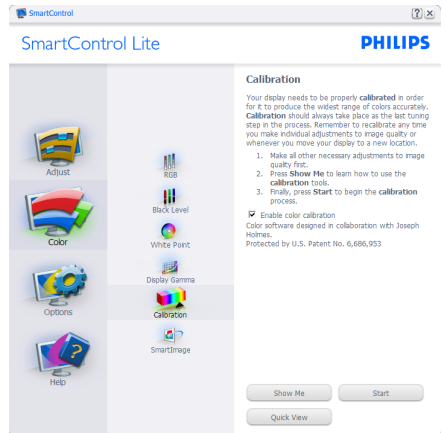 SmartControl
SmartControl Lite
PHILIPS
Adjust
Color
Options
Help
RGB
Black Level
White Point
Display Gamma
Calibration
SmartImage
Calibration
Your display needs to be properly calibrated in order
for it to produce the widest range of colors accurately.
Calibration should always take place as the last tuning
step in the process. Remember to recalibrate any time
you make individual adjustments to image quality or
whenever you move your display to a new location.
1. Make all other necessary adjustments to image
quality first.
2. Press Show Me to learn how to use the
calibration tools.
3. Finally, press Start to begin the calibration
process.
Enable color calibration
Color software designed in collaboration with Joseph
Holmes.
Protected by U.S. Patent No. 6,686,953
Show Me
Start
Quick View